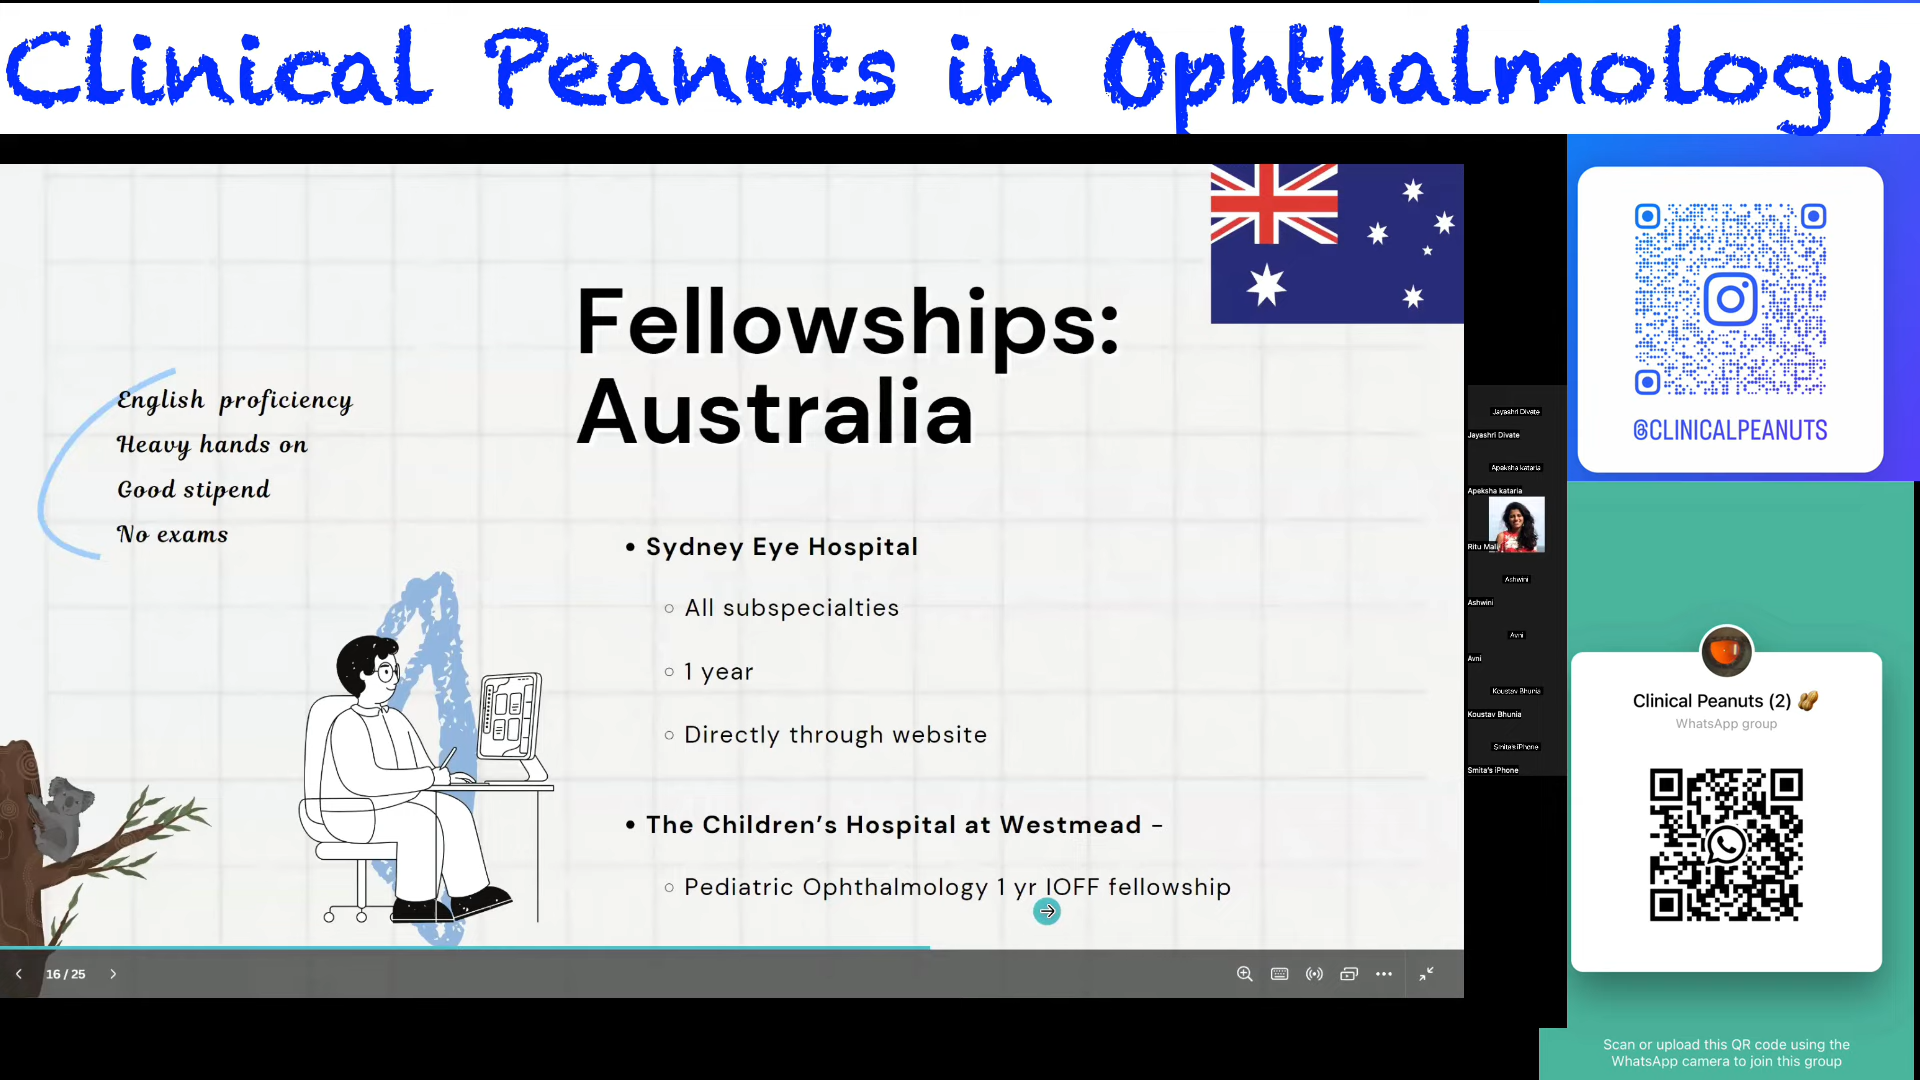 Clinical Peanuts in Ophthalmology
Fellowships:
Australia
English proficiency
Heavy hands on
Good stipend
No exams
• Sydney Eye Hospital
○ All subspecialties
○ 1 year
○ Directly through website
• The Children's Hospital at Westmead –
○ Pediatric Ophthalmology 1 yr IOFF fellowship
16 / 25
Jayashri Divate
Jayashri Divate
Apeksha kataria
Apeksha kataria
Ritu Mal
Ashwini
Ashwini
Avni
Avni
Koustav Bhunia
Koustav Bhunia
Smita's iPhone
Smita's iPhone
@CLINICALPEANUTS
Clinical Peanuts (2) 🥜
WhatsApp group
Scan or upload this QR code using the
WhatsApp camera to join this group